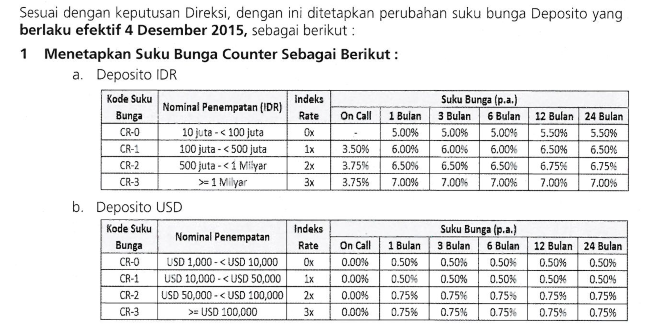 Sesuai dengan keputusan Direksi, dengan ini ditetapkan perubahan suku bunga Deposito yang
berlaku efektif 4 Desember 2015, sebagai berikut :
1 Menetapkan Suku Bunga Counter Sebagai Berikut :
a. Deposito IDR
Kode Suku Bunga Nominal Penempatan (IDR) Indeks Rate Suku Bunga (p.a.)
On Call 1 Bulan 3 Bulan 6 Bulan 12 Bulan 24 Bulan
CR-0 10 juta - < 100 juta 0x - 5.00% 5.00% 5.00% 5.50% 5.50%
CR-1 100 juta - < 500 juta 1x 3.50% 6.00% 6.00% 6.00% 6.50% 6.50%
CR-2 500 juta - < 1 Milyar 2x 3.75% 6.50% 6.50% 6.50% 6.75% 6.75%
CR-3 >= 1 Milyar 3x 3.75% 7.00% 7.00% 7.00% 7.00% 7.00%
b. Deposito USD
Kode Suku Bunga Nominal Penempatan Indeks Rate Suku Bunga (p.a.)
On Call 1 Bulan 3 Bulan 6 Bulan 12 Bulan 24 Bulan
CR-0 USD 1,000 - < USD 10,000 0x 0.00% 0.50% 0.50% 0.50% 0.50% 0.50%
CR-1 USD 10,000 - < USD 50,000 1x 0.00% 0.50% 0.50% 0.50% 0.50% 0.50%
CR-2 USD 50,000 - < USD 100,000 2x 0.00% 0.75% 0.75% 0.75% 0.75% 0.75%
CR-3 >= USD 100,000 3x 0.00% 0.75% 0.75% 0.75% 0.75% 0.75%